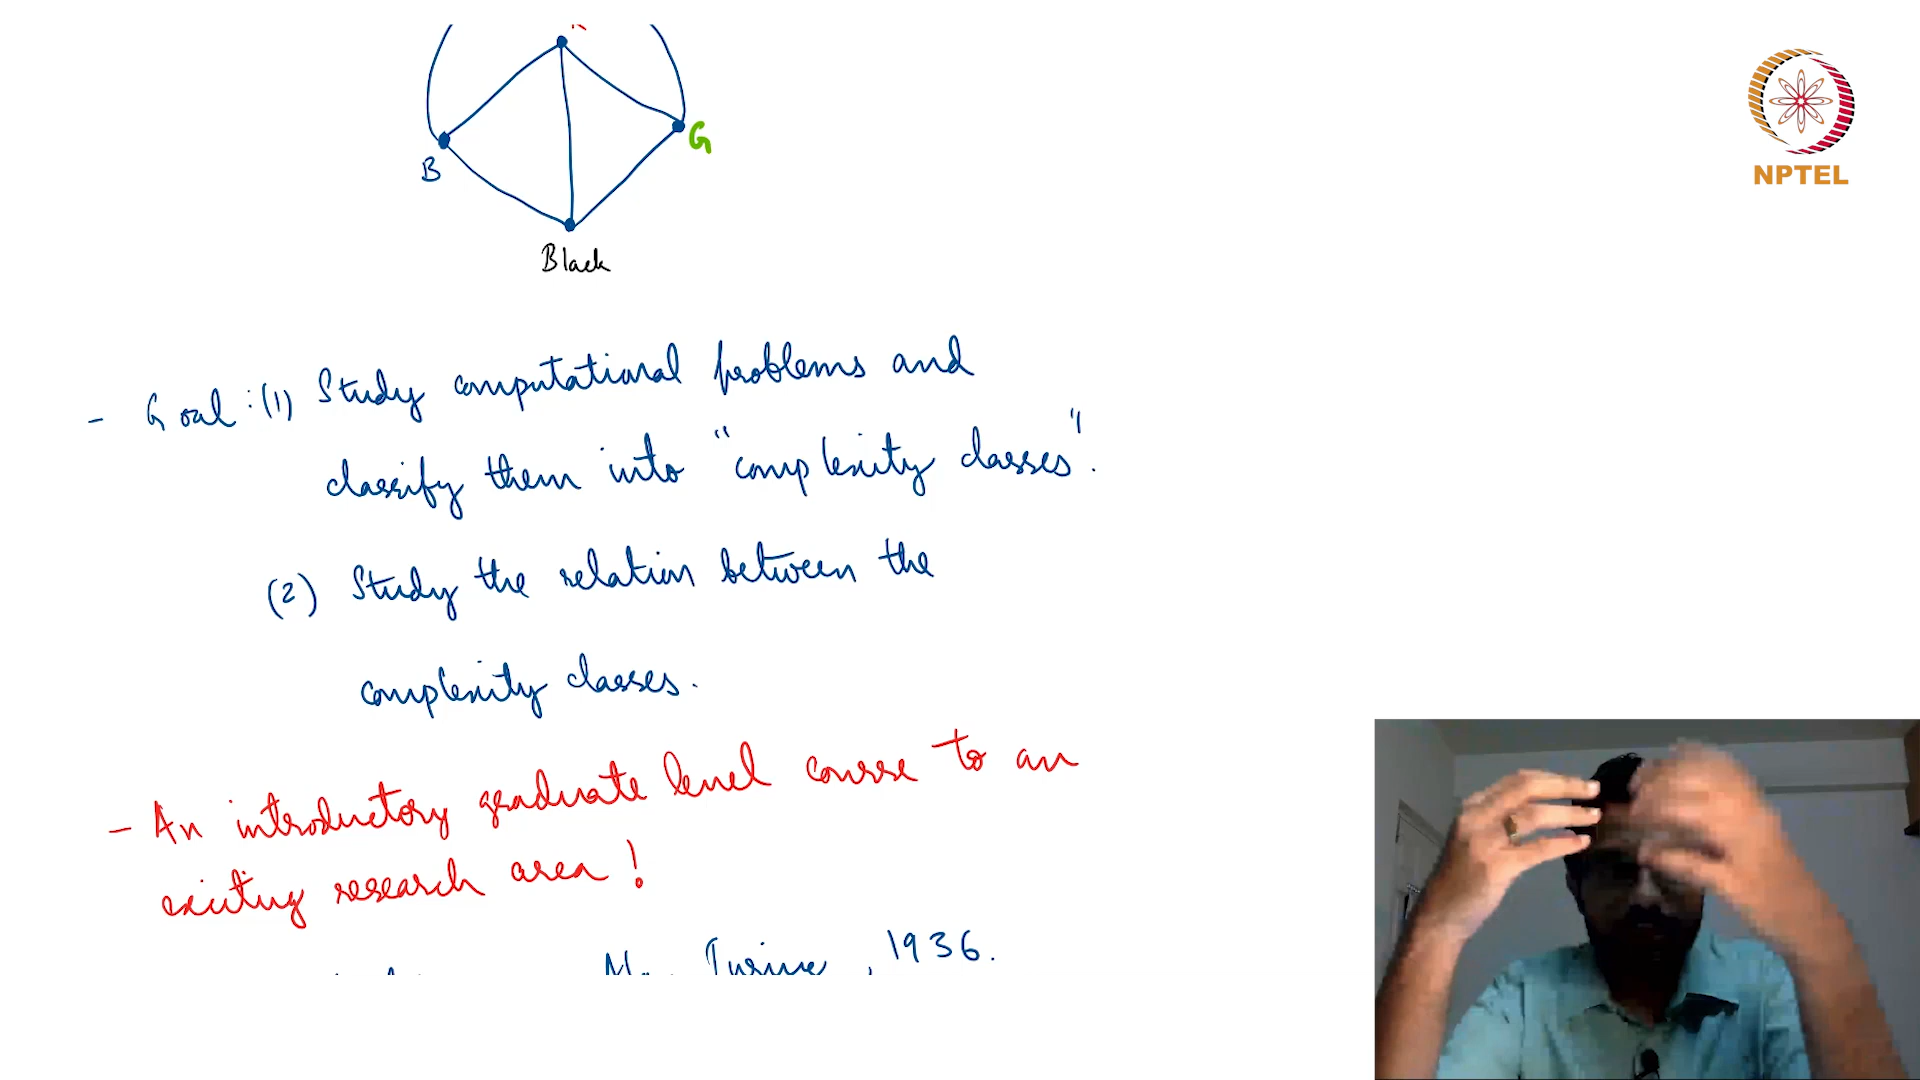 G
NPTEL
B
Black
- Goal : (1) Study computational problems and
classify them into "complexity classes".
(2) Study the relation between the
complexity classes.
- An introductory graduate level course to an
exciting research area!
Turing, 1936.